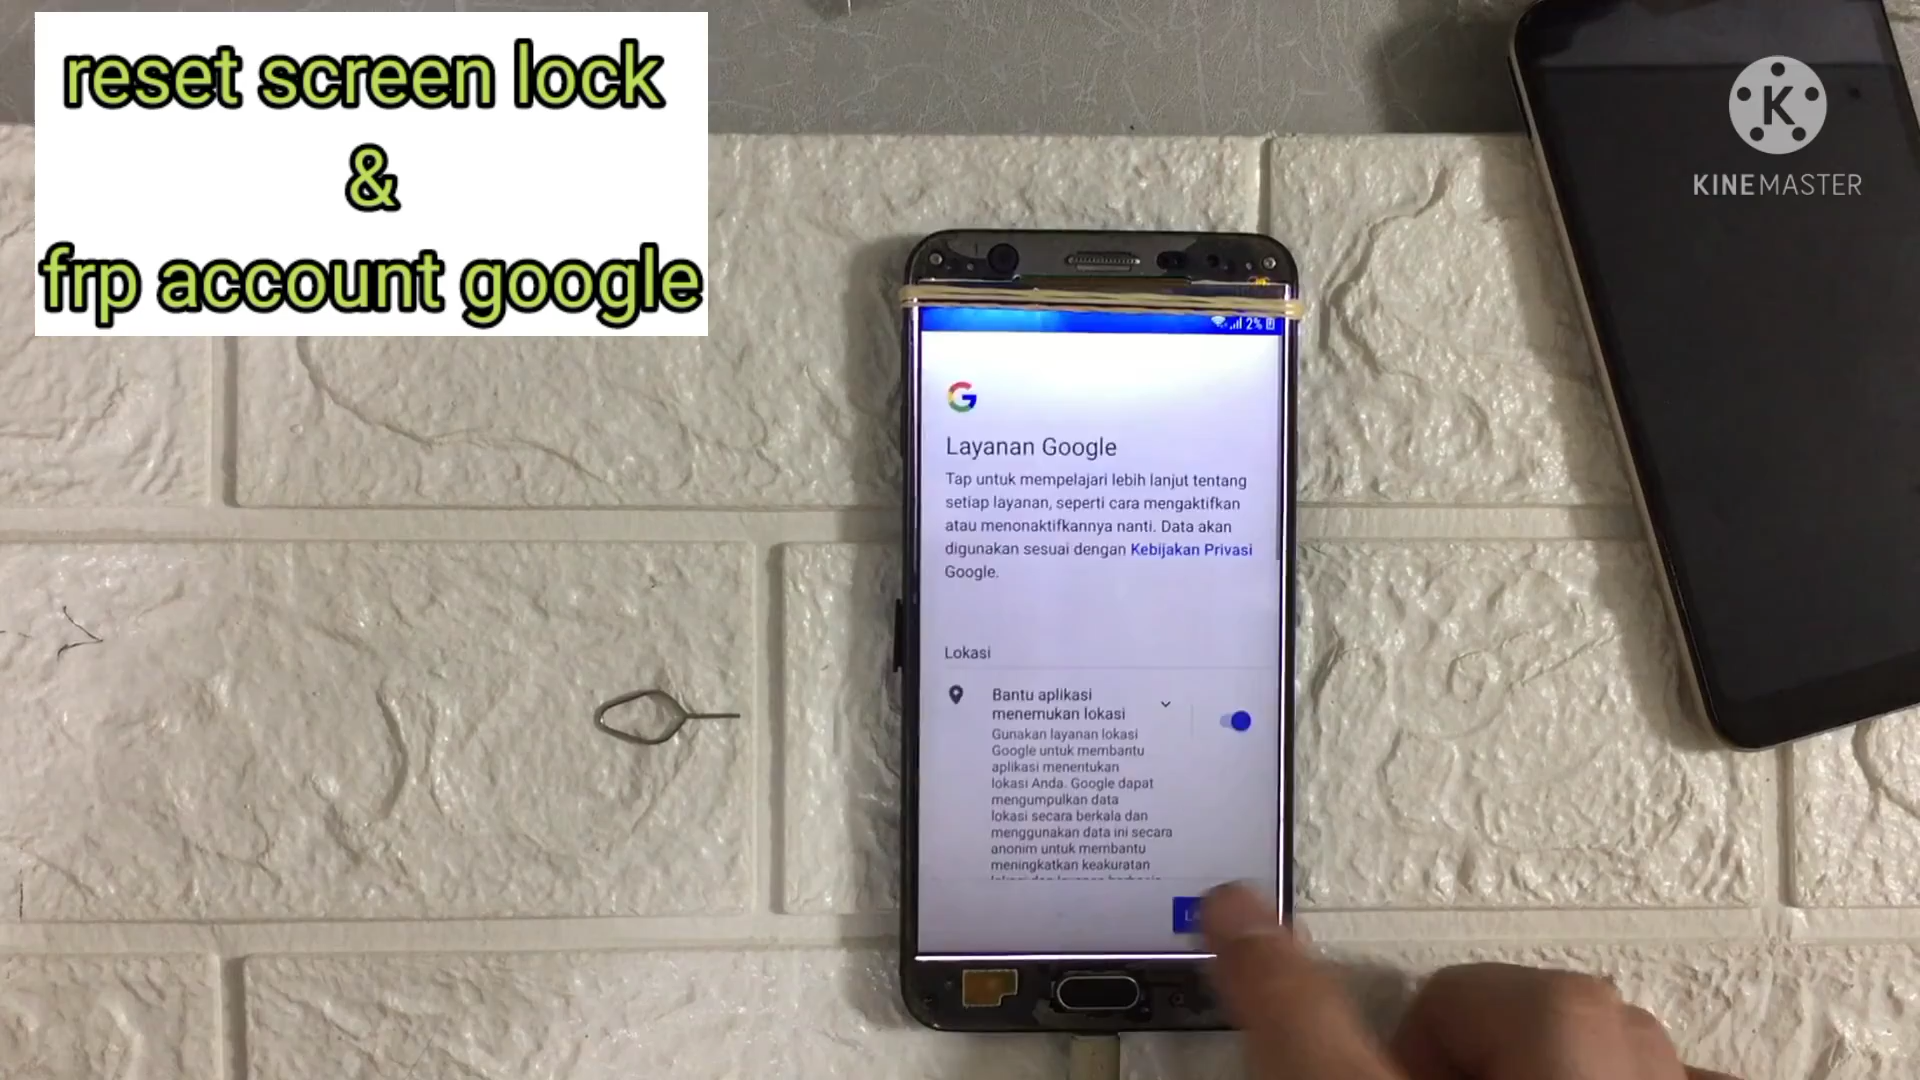 reset screen lock
&
frp account google
K
KINEMASTER
2%
G
Layanan Google
Tap untuk mempelajari lebih lanjut tentang
setiap layanan, seperti cara mengaktifkan
atau menonaktifkannya nanti. Data akan
digunakan sesuai dengan Kebijakan Privasi
Google.
Lokasi
Bantu aplikasi
menemukan lokasi
Gunakan layanan lokasi
Google untuk membantu
aplikasi menentukan
lokasi Anda. Google dapat
mengumpulkan data
lokasi secara berkala dan
menggunakan data ini secara
anonim untuk membantu
meningkatkan keakuratan